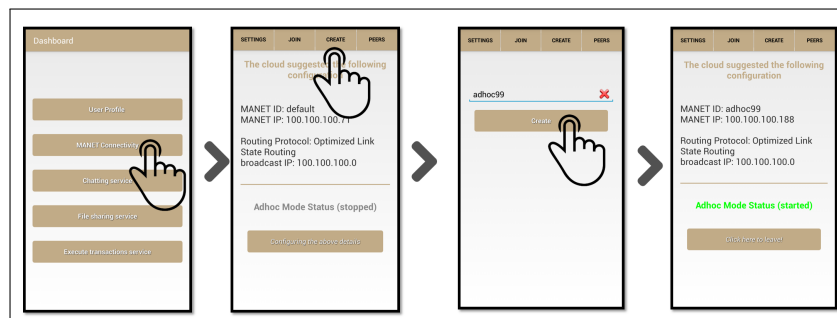 Dashboard
User Profile
MANET Connectivity
Chatting service
File sharing service
Execute transactions service
SETTINGS JOIN CREATE PEERS
The cloud suggested the following
configuration
MANET ID: default
MANET IP: 100.100.100.71
Routing Protocol: Optimized Link
State Routing
broadcast IP: 100.100.100.0
Adhoc Mode Status (stopped)
Configuring the above details
SETTINGS JOIN CREATE PEERS
adhoc99
Create
SETTINGS JOIN CREATE PEERS
The cloud suggested the following
configuration
MANET ID: adhoc99
MANET IP: 100.100.100.188
Routing Protocol: Optimized Link
State Routing
broadcast IP: 100.100.100.0
Adhoc Mode Status (started)
Click here to leave!